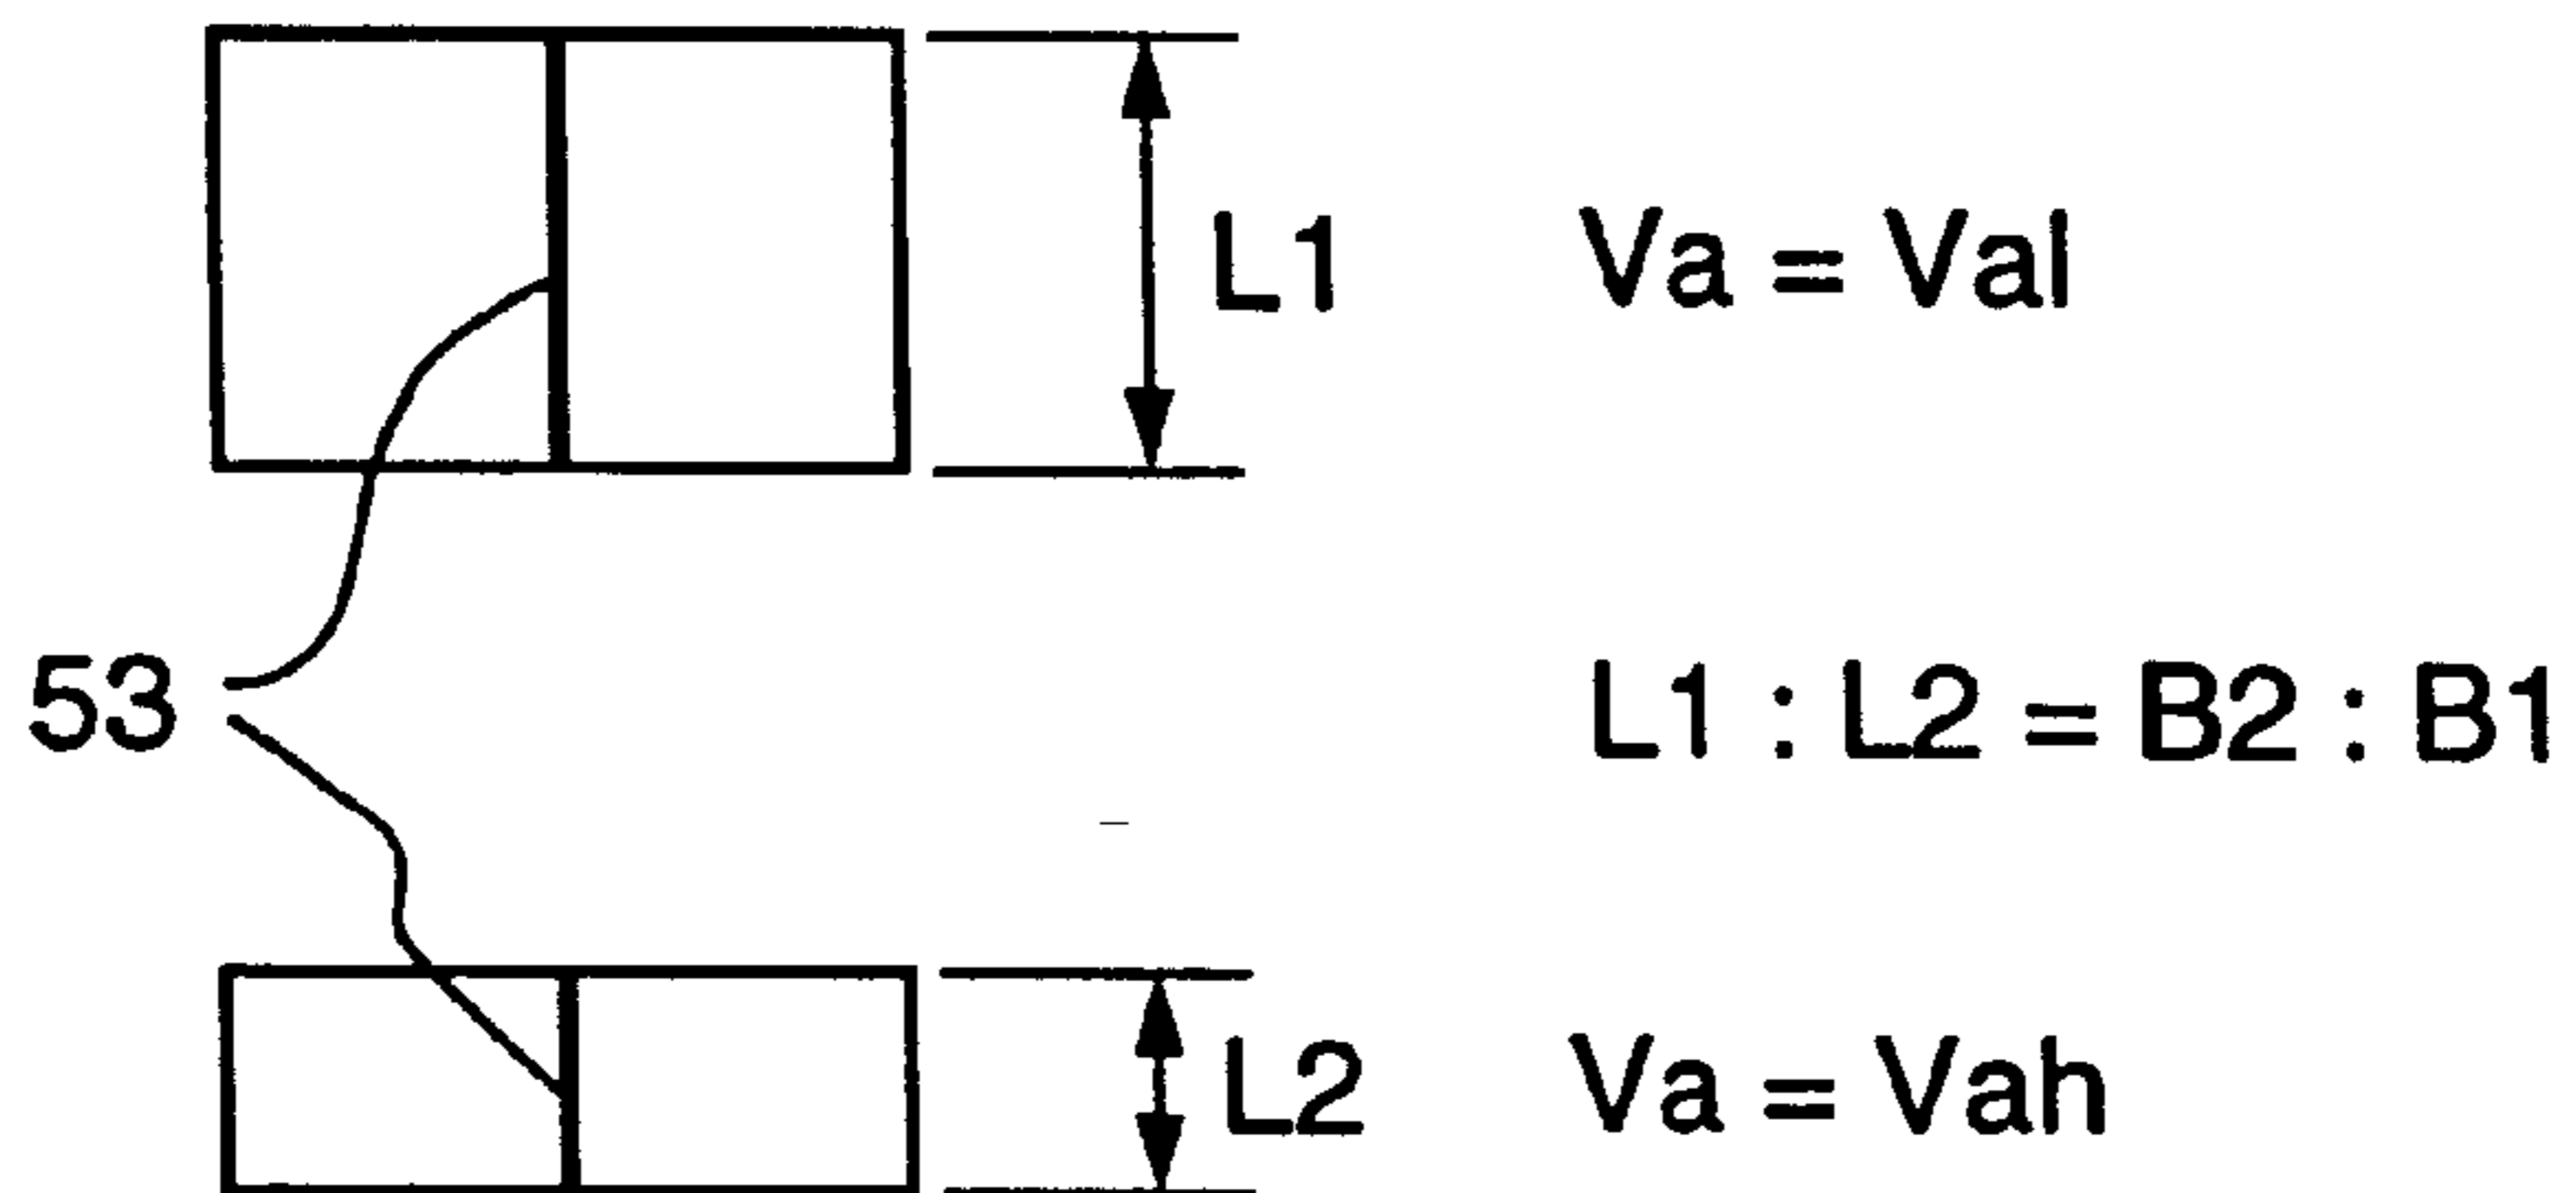 L1 Va = Val
53 L1 : L2 = B2 : B1
L2 Va = Vah